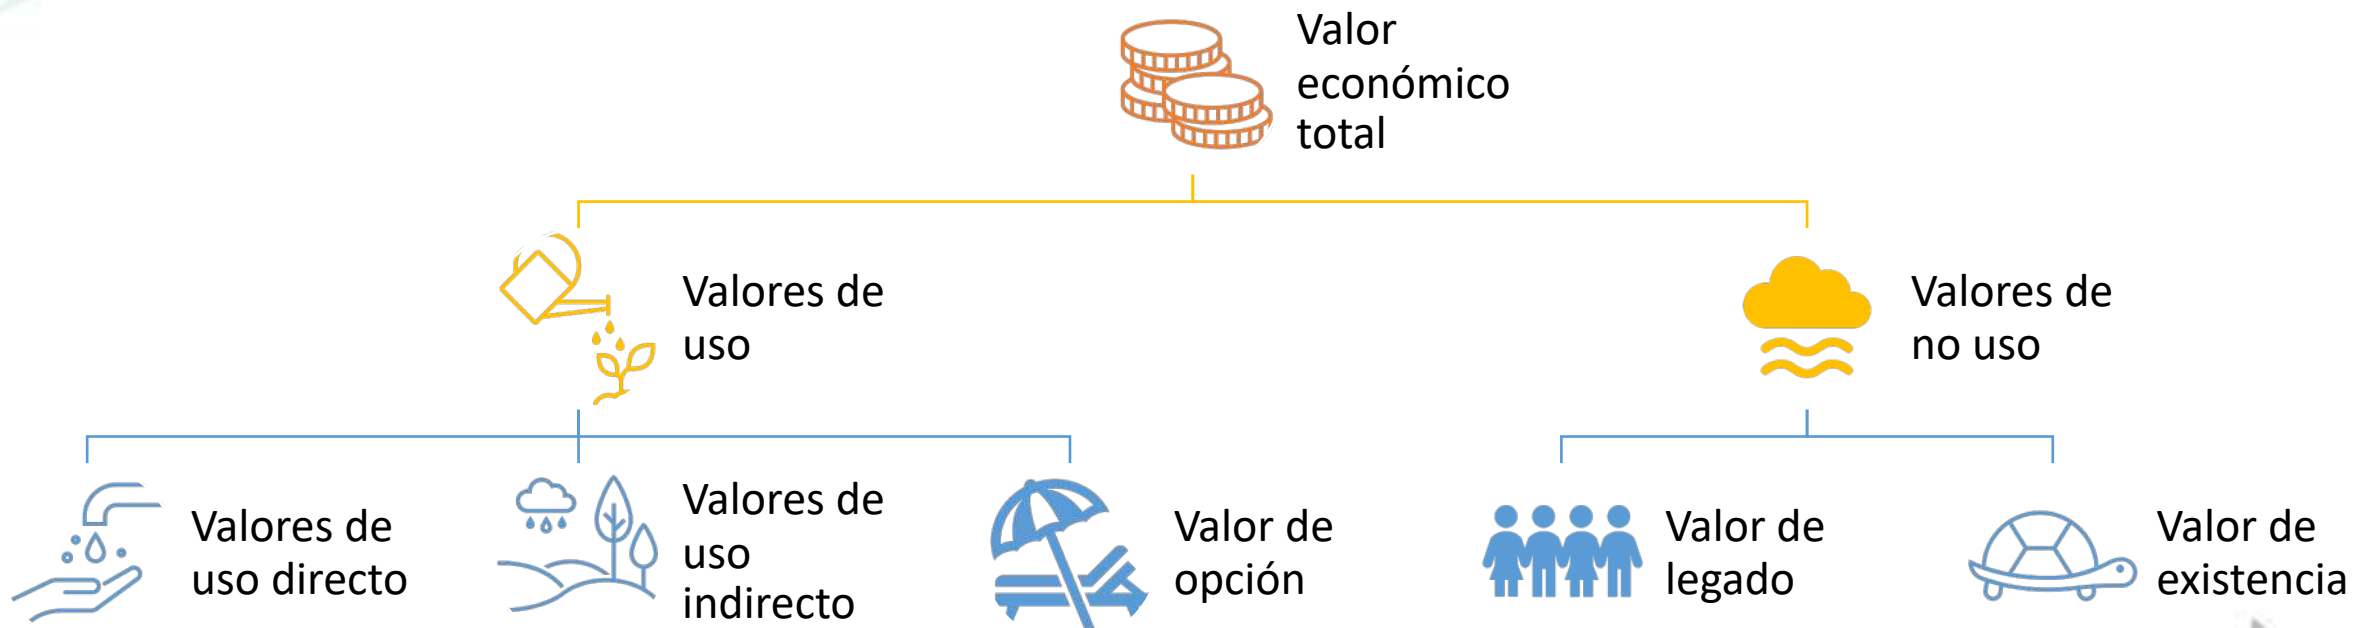 Valor
económico
total
Valores de
uso
Valores de
no uso
Valores de
uso directo
Valores de
uso
indirecto
Valor de
opción
Valor de
legado
Valor de
existencia